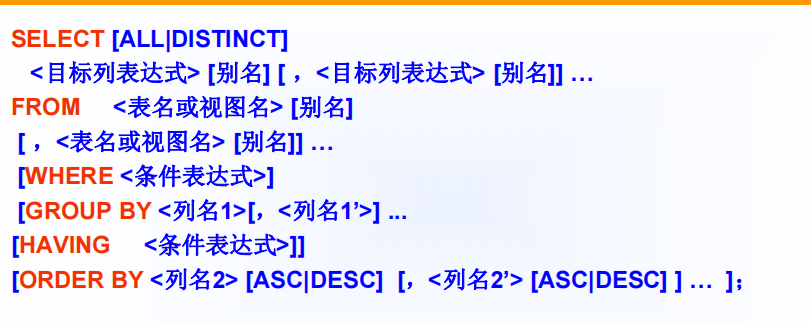 SELECT [ALL|DISTINCT]
<目标列表达式> [别名] [ ，<目标列表达式> [别名]] …
FROM <表名或视图名> [别名]
[ ，<表名或视图名> [别名]] …
[WHERE <条件表达式>]
[GROUP BY <列名1>[，<列名1’>] ...
[HAVING <条件表达式>]]
[ORDER BY <列名2> [ASC|DESC] [，<列名2’> [ASC|DESC] ] … ]；